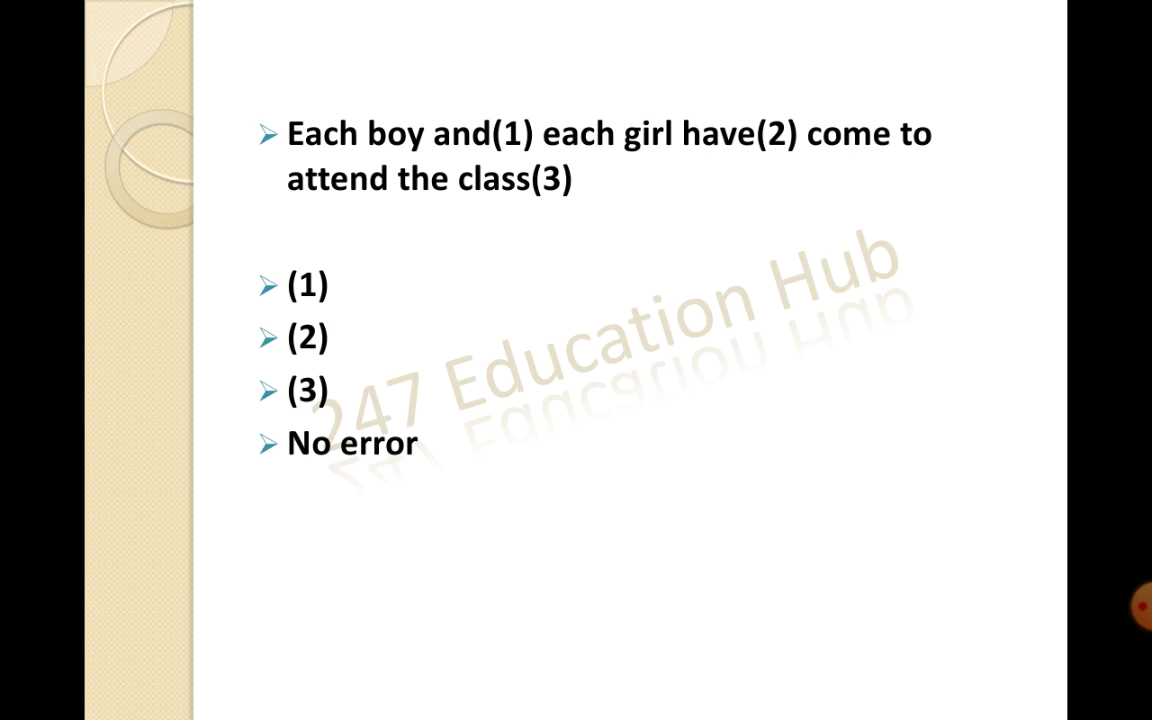 Each boy and(1) each girl have(2) come to
attend the class(3)
(1)
(2)
(3)
No error
247 Education Hub